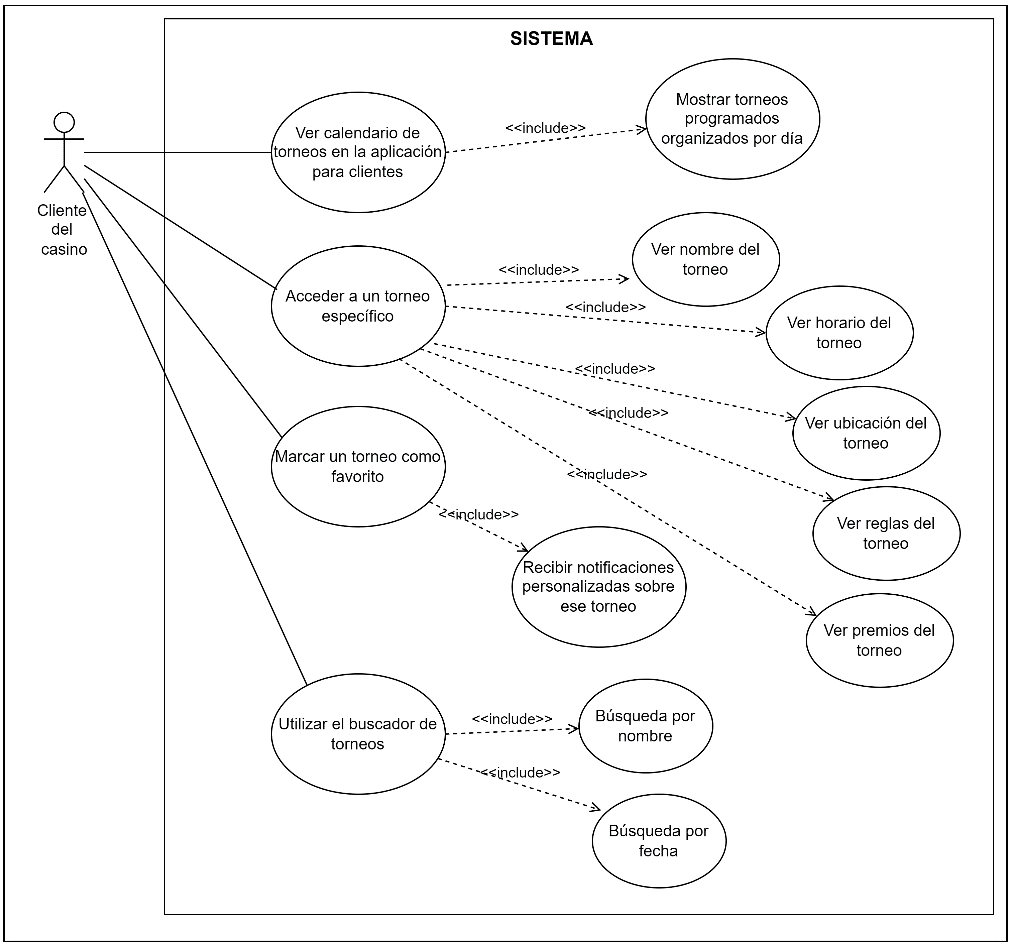 SISTEMA
Cliente
del
casino
Ver calendario de
torneos en la aplicación
para clientes
<<include>>
Mostrar torneos
programados
organizados por día
Acceder a un torneo
específico
<<include>>
Ver nombre del
torneo
<<include>>
Ver horario del
torneo
<<include>>
Ver ubicación del
torneo
<<include>>
Ver reglas del
torneo
<<include>>
Ver premios del
torneo
Marcar un torneo como
favorito
<<include>>
Recibir notificaciones
personalizadas sobre
ese torneo
Utilizar el buscador de
torneos
<<include>>
Búsqueda por
nombre
<<include>>
Búsqueda por
fecha